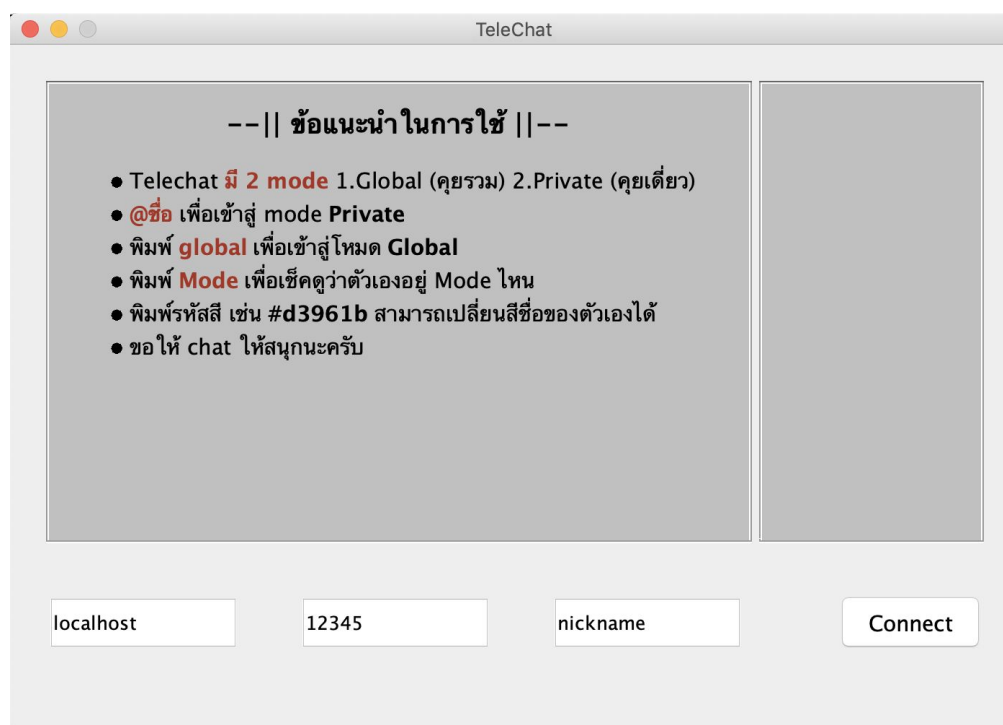 TeleChat
--|| ข้อแนะนำในการใช้ ||--
● Telechat มี 2 mode 1.Global (คุยรวม) 2.Private (คุยเดี่ยว)
● @ชื่อ เพื่อเข้าสู่ mode Private
● พิมพ์ global เพื่อเข้าสู่โหมด Global
● พิมพ์ Mode เพื่อเช็คดูว่าตัวเองอยู่ Mode ไหน
● พิมพ์รหัสสี เช่น #d3961b สามารถเปลี่ยนสีชื่อของตัวเองได้
● ขอให้ chat ให้สนุกนะครับ
localhost
12345
nickname
Connect